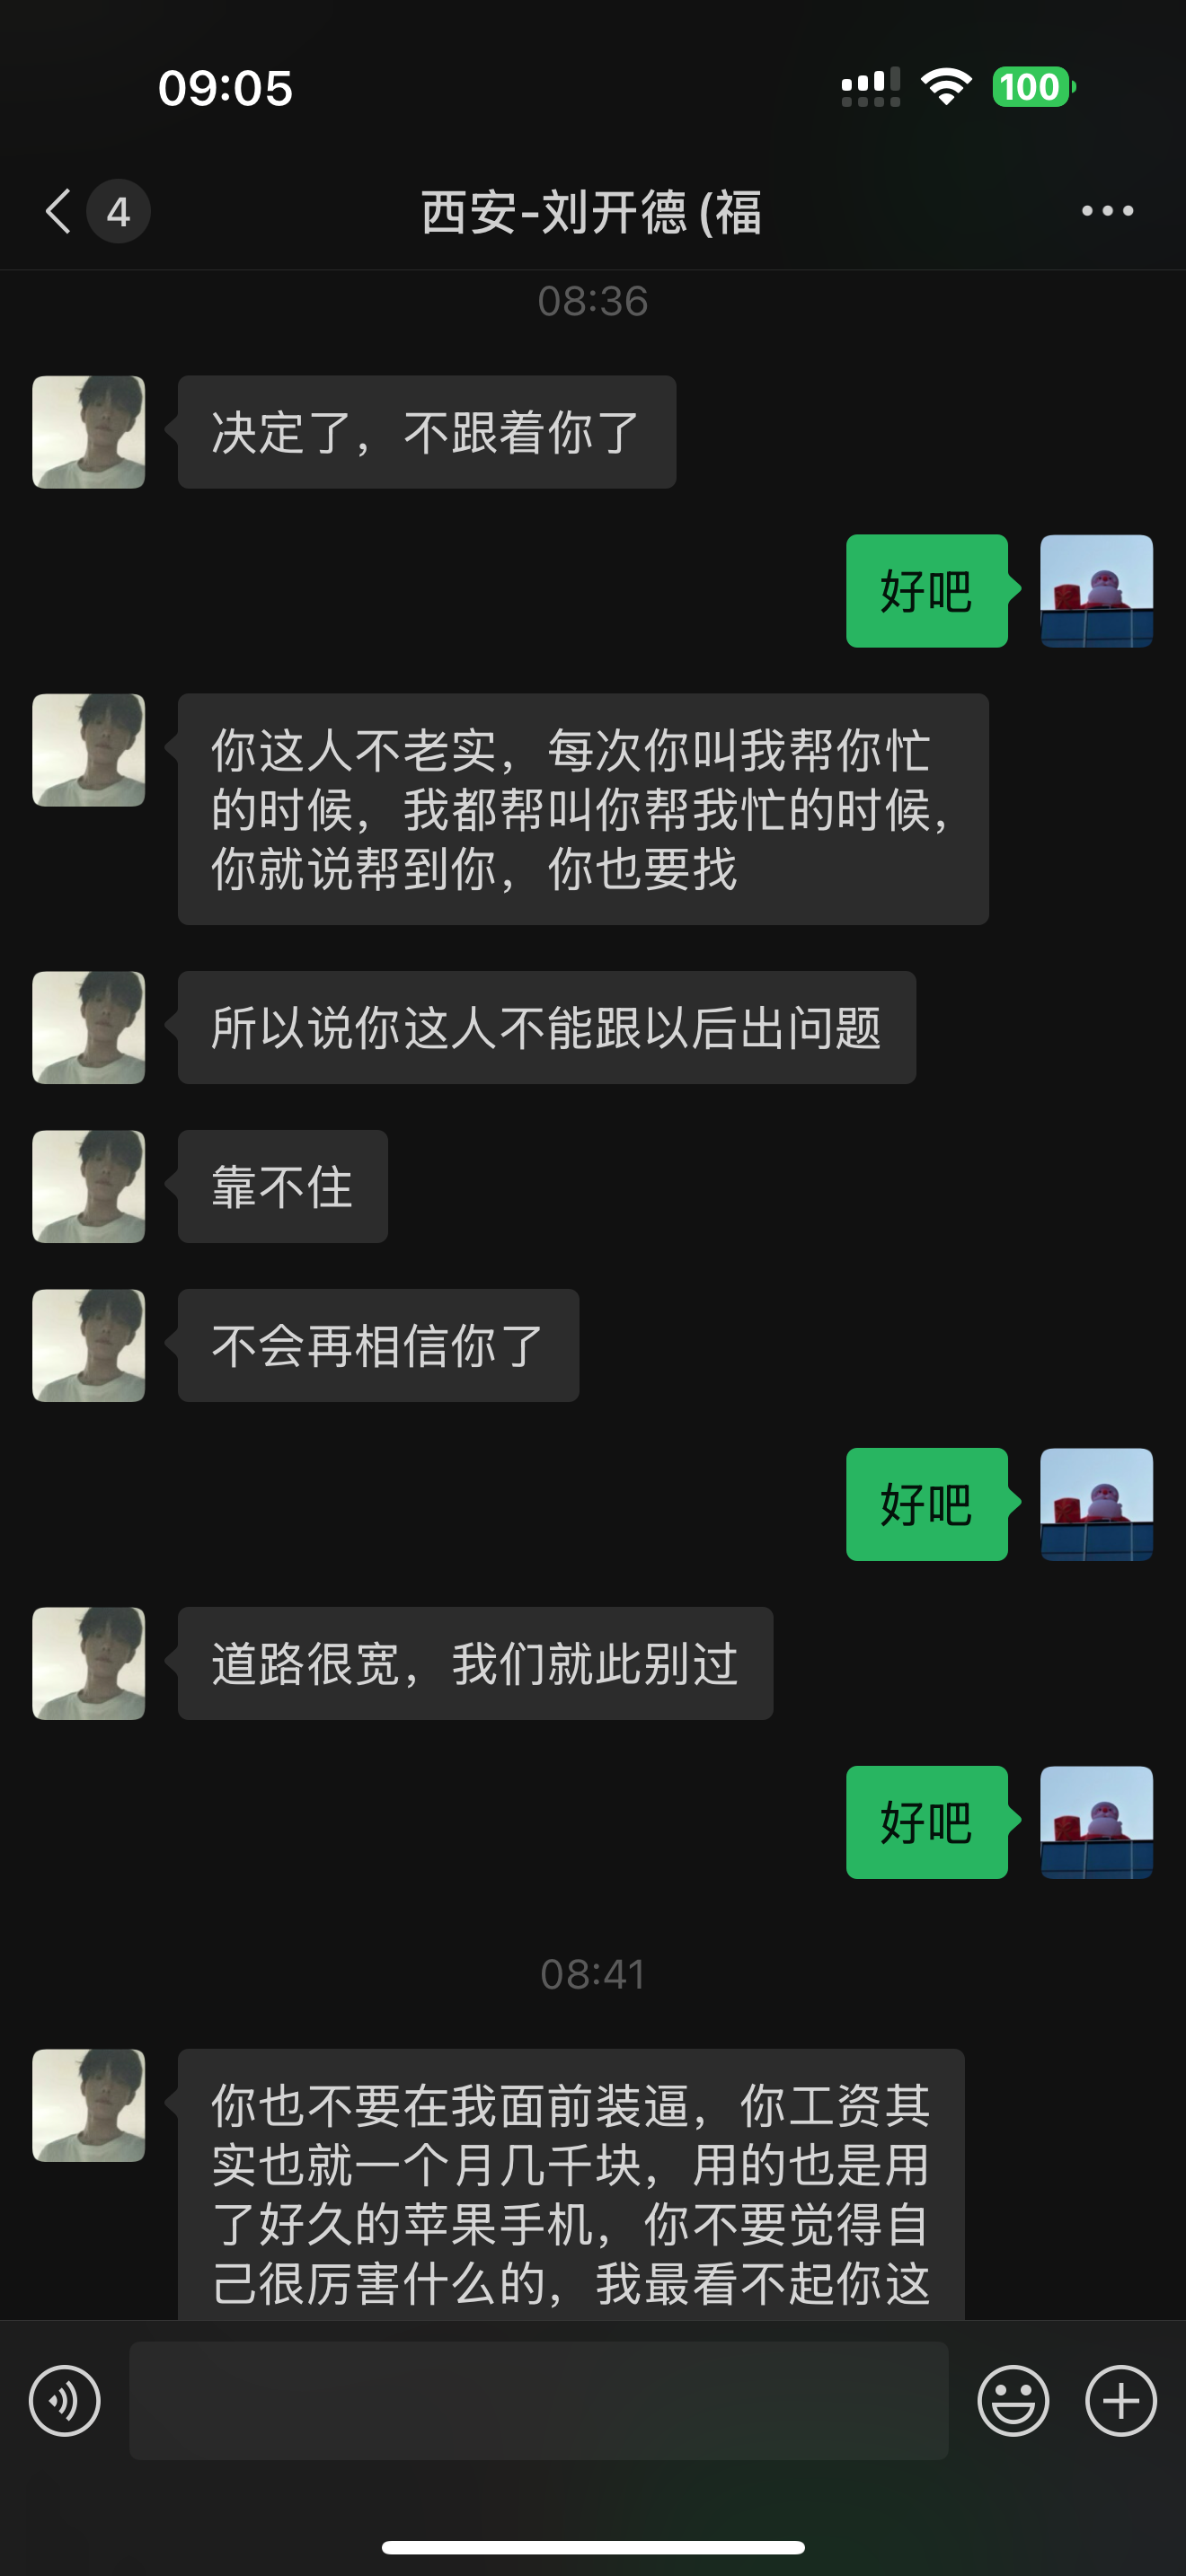 09:05
100
4
西安-刘开德 (福
08:36
决定了，不跟着你了
好吧
你这人不老实，每次你叫我帮你忙
的时候，我都帮叫你帮我忙的时候，
你就说帮到你，你也要找
所以说你这人不能跟以后出问题
靠不住
不会再相信你了
好吧
道路很宽，我们就此别过
好吧
08:41
你也不要在我面前装逼，你工资其
实也就一个月几千块，用的也是用
了好久的苹果手机，你不要觉得自
己很厉害什么的，我最看不起你这